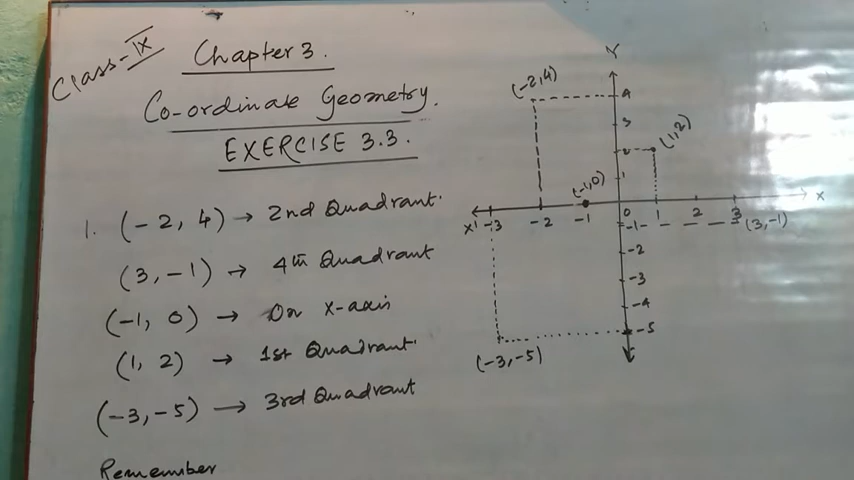 Class-IX
Chapter 3.
Co-ordinate Geometry.
EXERCISE 3.3.
1. (-2, 4) → 2nd Quadrant.
(3, -1) → 4th Quadrant
(-1, 0) → On X-axis
(1, 2) → 1st Quadrant.
(-3, -5) → 3rd Quadrant
Remember
Y
(-2,4)
4
3
(1,2)
2
1
(-1,0)
X
X' -3 -2 -1 0 1 2 3
-1 (3,-1)
-2
-3
-4
-5
(-3,-5)